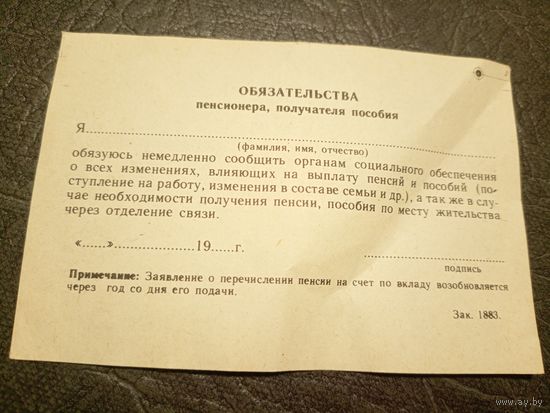 ОБЯЗАТЕЛЬСТВА
пенсионера, получателя пособия
Я
(фамилия, имя, отчество)
обязуюсь немедленно сообщить органам социального обеспечения
о всех изменениях, влияющих на выплату пенсий и пособий (по-
ступление на работу, изменения в составе семьи и др.), а так же в слу-
чае необходимости получения пенсии, пособия по месту жительства
через отделение связи.
«......».....................19......г.
подпись
Примечание: Заявление о перечислении пенсии на счет по вкладу возобновляется
через год со дня его подачи.
Зак. 1883.
www.ay.by